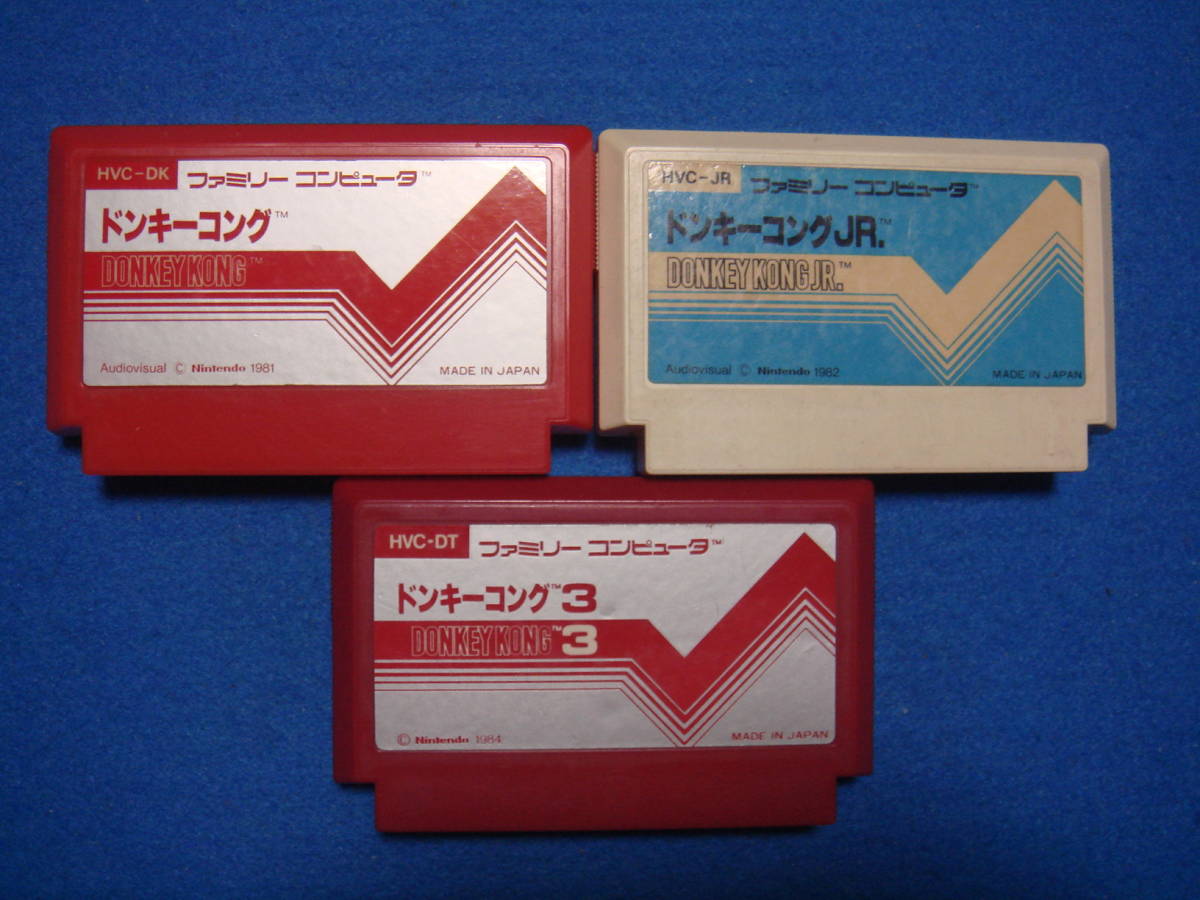 HVC-DK ファミリー コンピュータ™
ドンキーコング™
DONKEY KONG™
Audiovisual © Nintendo 1981 MADE IN JAPAN
HVC-JR ファミリー コンピュータ™
ドンキーコングJR.™
DONKEY KONG JR.™
Audiovisual © Nintendo 1982 MADE IN JAPAN
HVC-DT ファミリー コンピュータ™
ドンキーコング™3
DONKEY KONG™3
© Nintendo 1984 MADE IN JAPAN